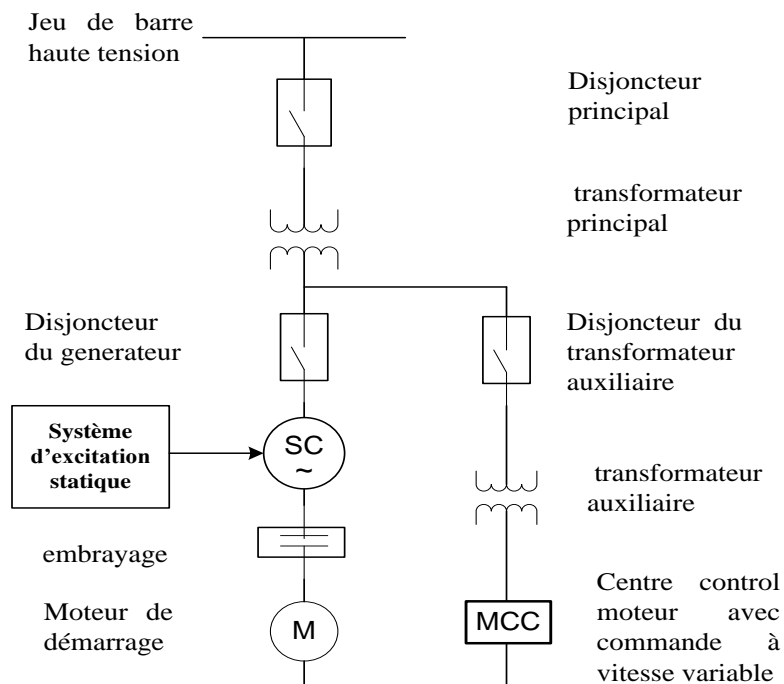 Jeu de barre
haute tension
Disjoncteur
principal
transformateur
principal
Disjoncteur
du generateur
Disjoncteur du
transformateur
auxiliaire
Système
d'excitation
statique
SC
~
transformateur
auxiliaire
embrayage
Moteur de
démarrage
M
MCC
Centre control
moteur avec
commande à
vitesse variable